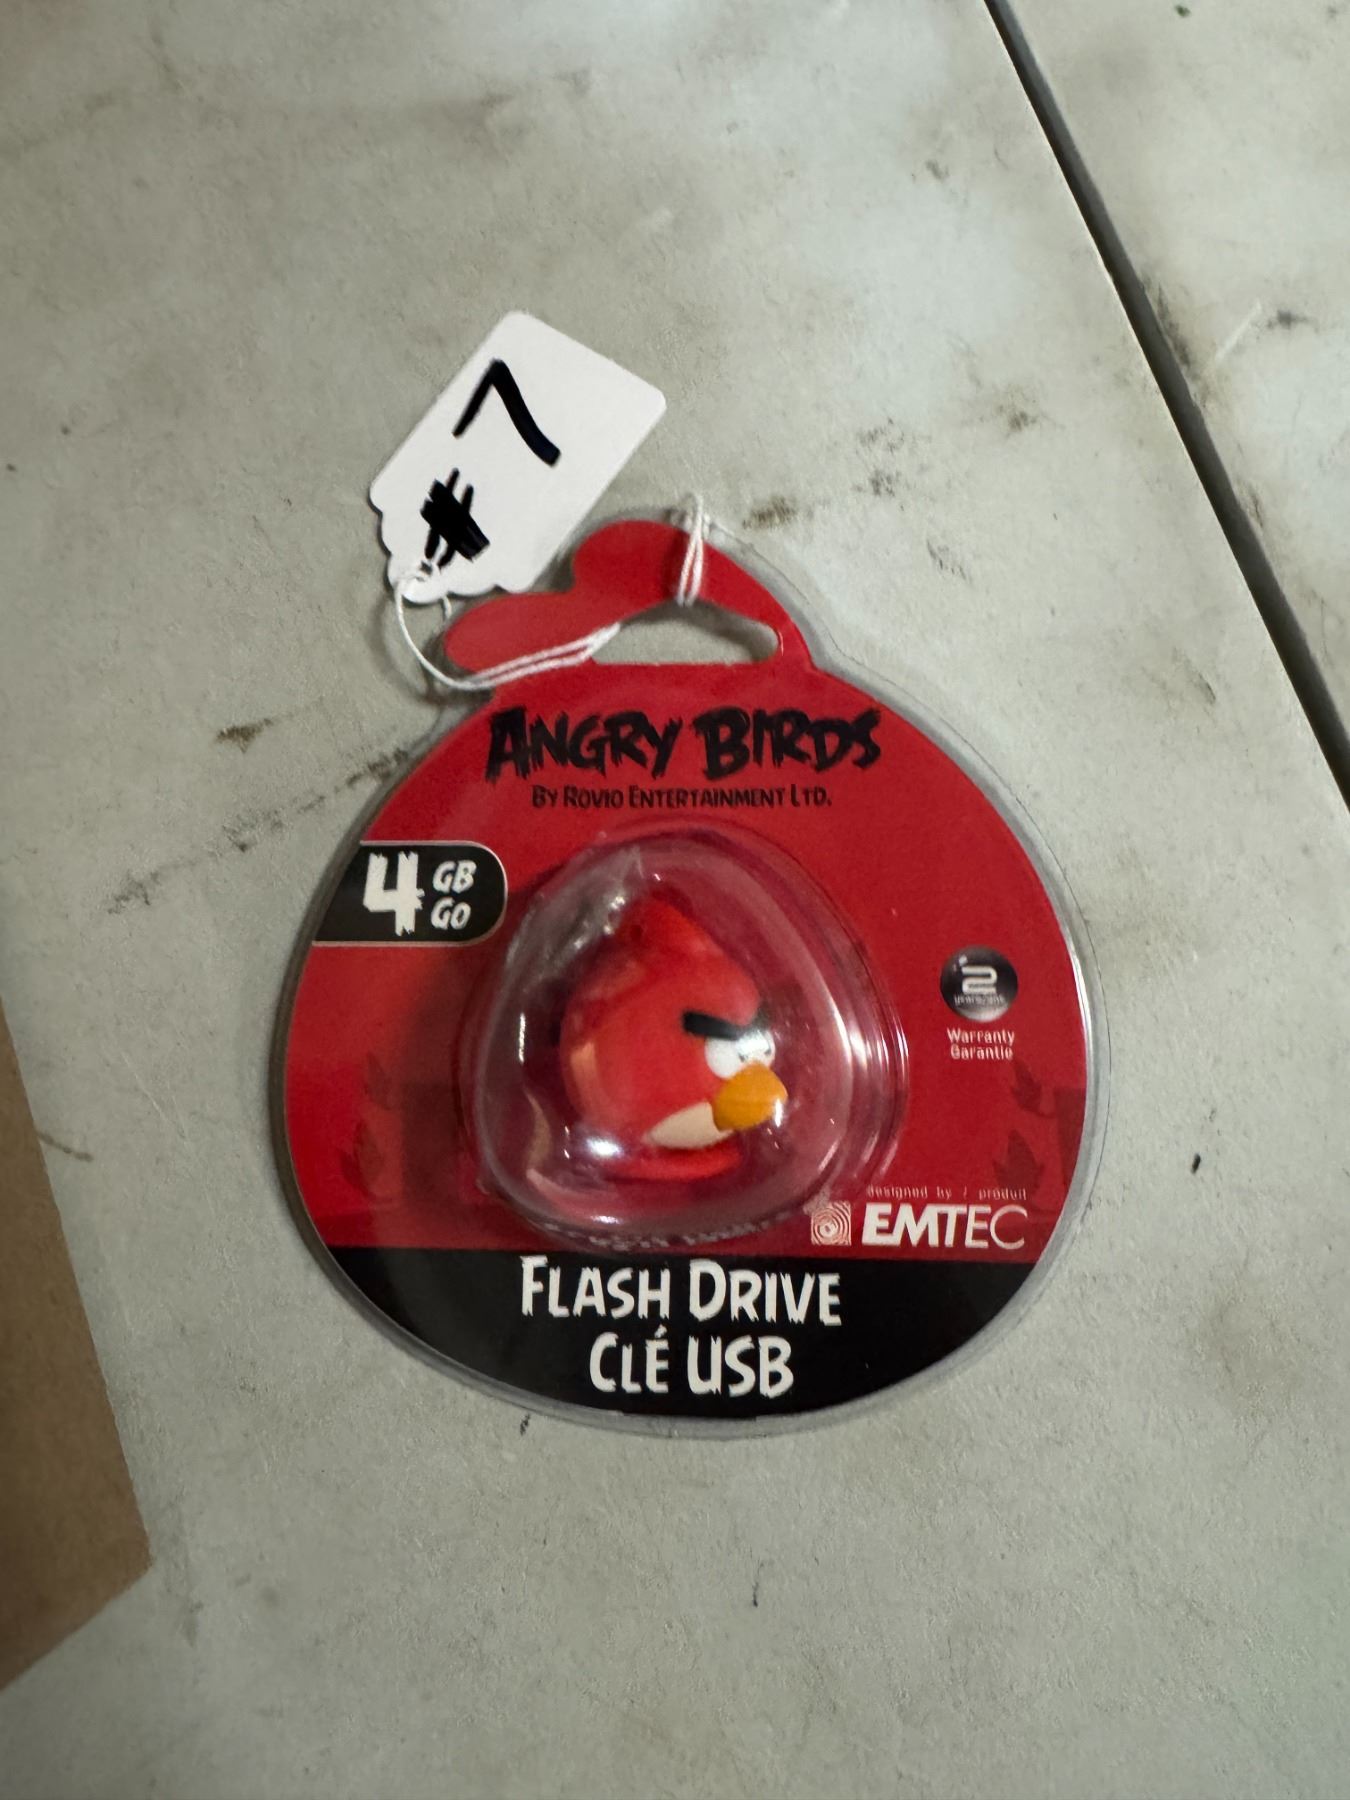 #7
ANGRY BIRDS
BY ROVIO ENTERTAINMENT LTD.
4 GB
GO
2
Warranty
Garantie
designed by / produit
EMTEC
FLASH DRIVE
CLÉ USB